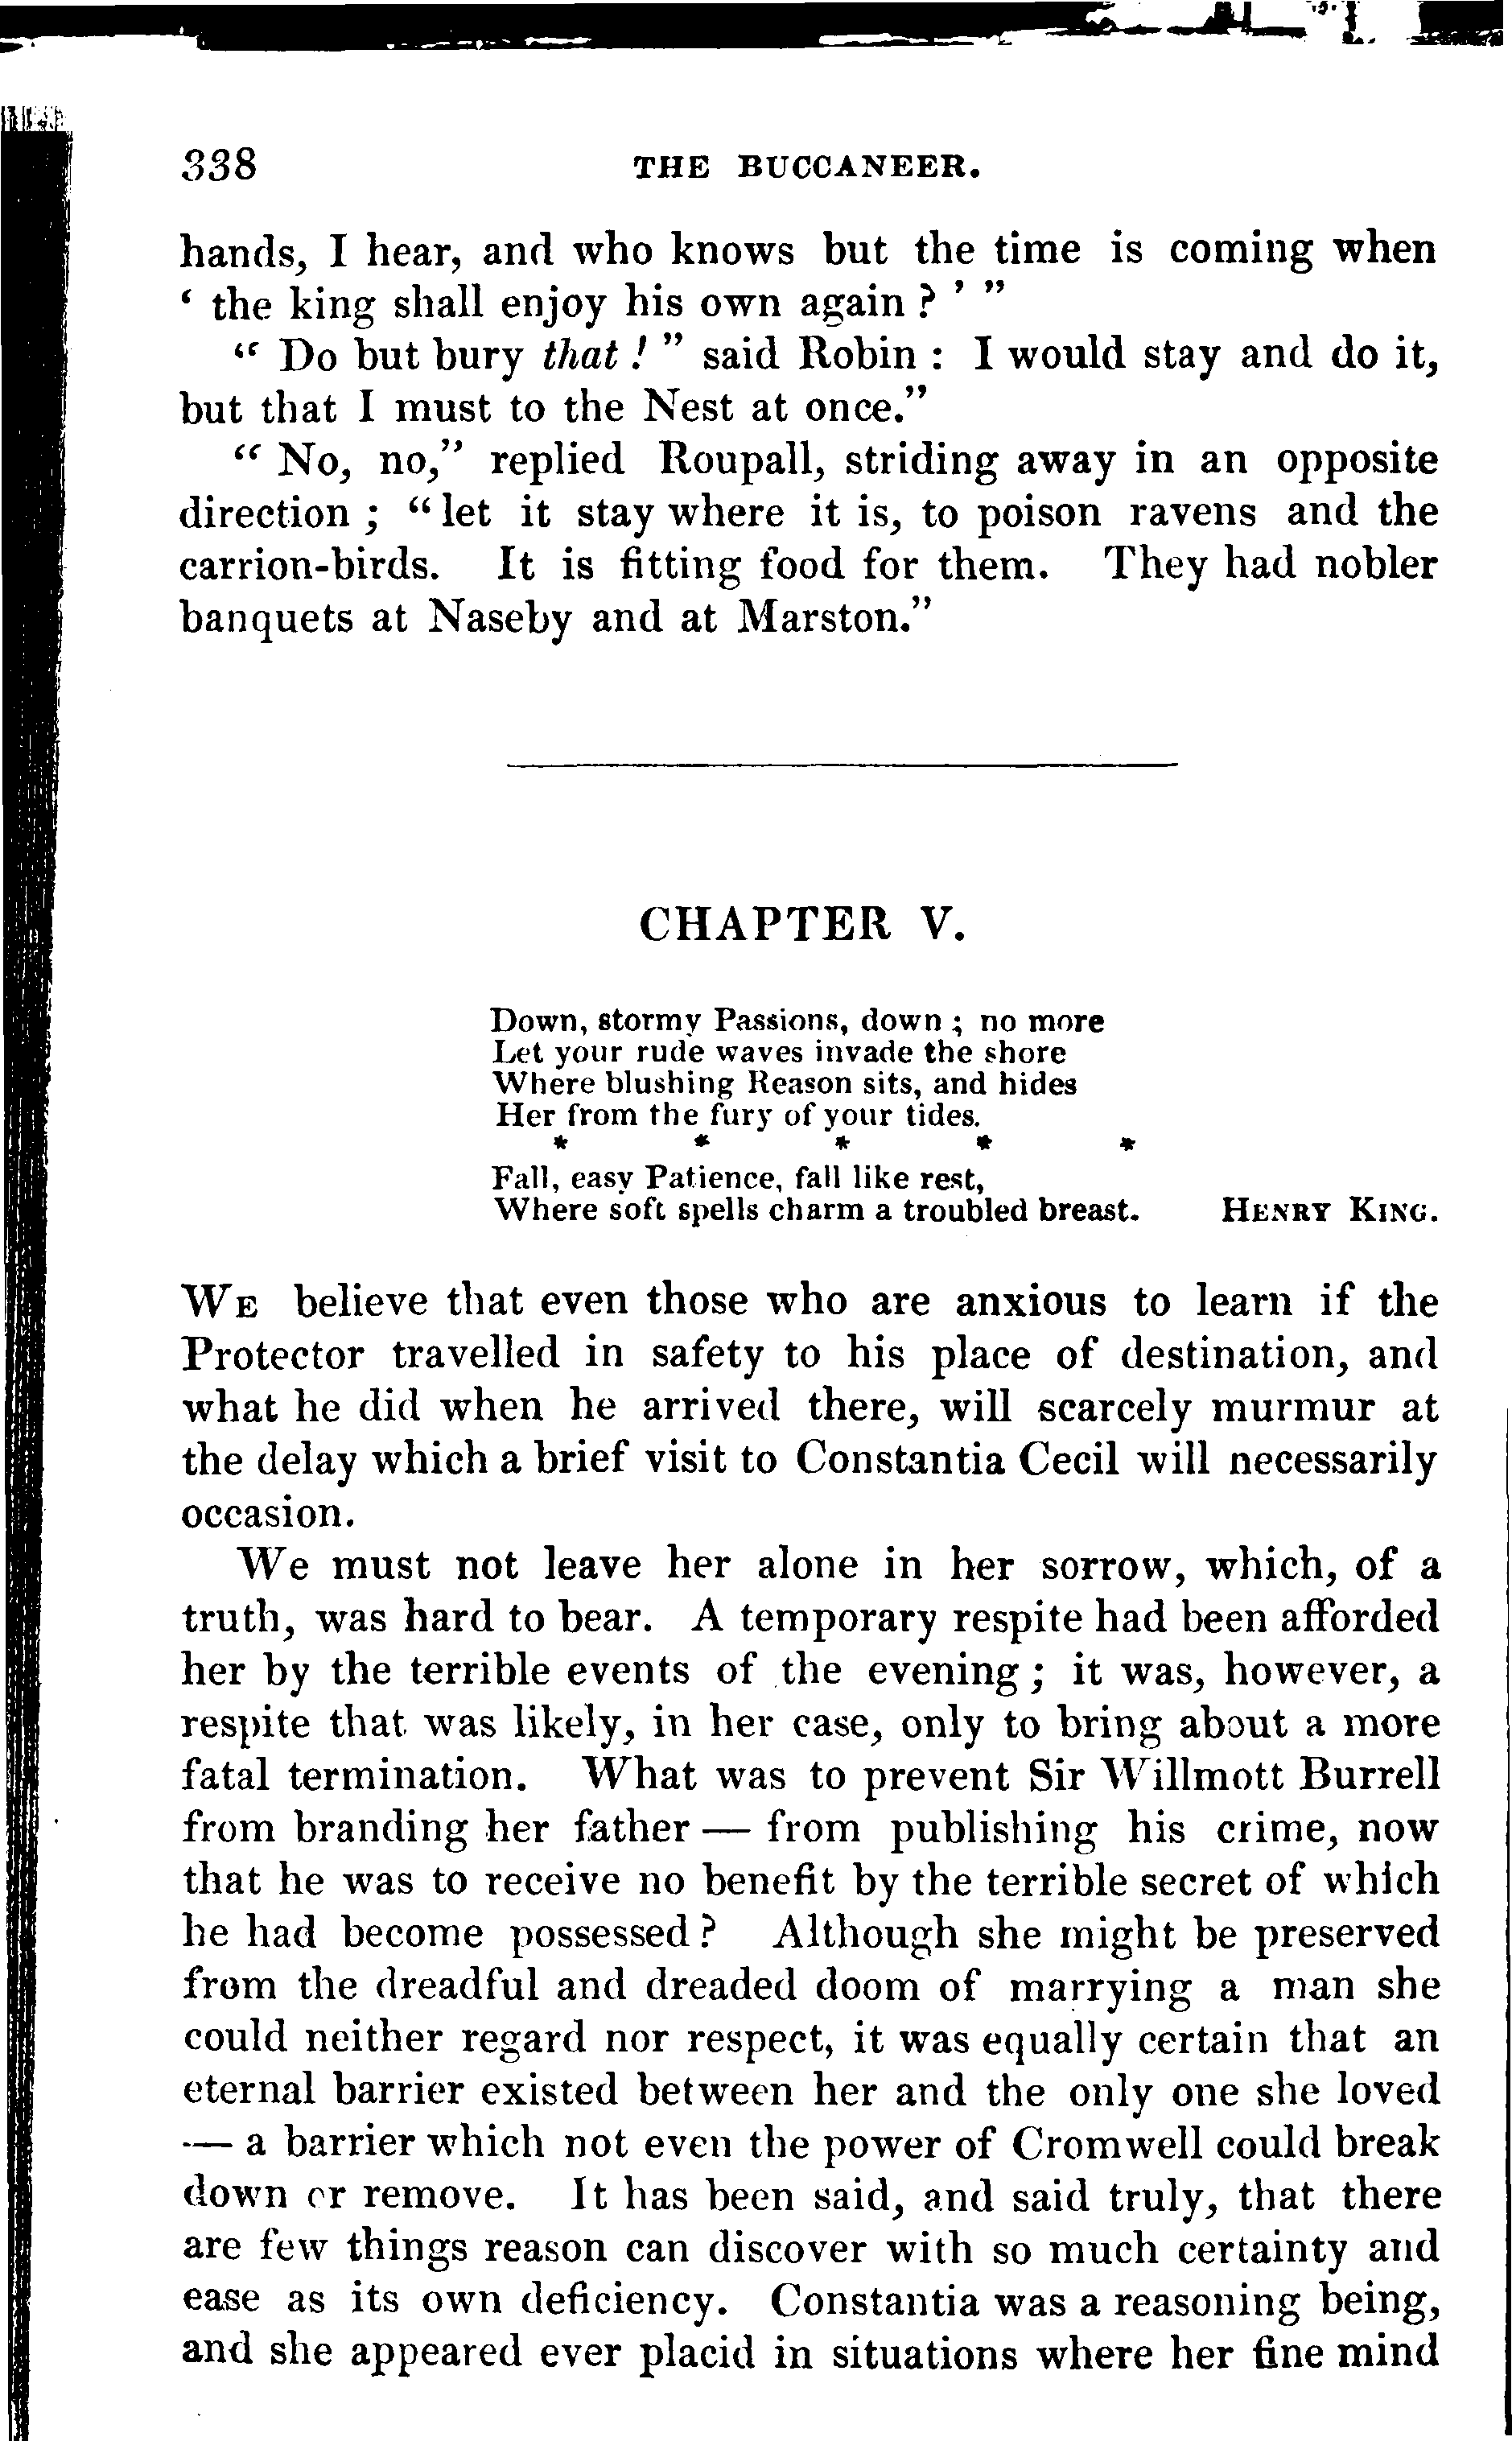 338 THE BUCCANEER.
hands, I hear, and who knows but the time is coming when
‘ the king shall enjoy his own again ? ’ ”
“ Do but bury that ! ” said Robin : I would stay and do it,
but that I must to the Nest at once.”
“ No, no,” replied Roupall, striding away in an opposite
direction ; “ let it stay where it is, to poison ravens and the
carrion-birds. It is fitting food for them. They had nobler
banquets at Naseby and at Marston.”
CHAPTER V.
Down, stormy Passions, down ; no more
Let your rude waves invade the shore
Where blushing Reason sits, and hides
Her from the fury of your tides.
* * * * *
Fall, easy Patience, fall like rest,
Where soft spells charm a troubled breast. HENRY KING.
WE believe that even those who are anxious to learn if the
Protector travelled in safety to his place of destination, and
what he did when he arrived there, will scarcely murmur at
the delay which a brief visit to Constantia Cecil will necessarily
occasion.
We must not leave her alone in her sorrow, which, of a
truth, was hard to bear. A temporary respite had been afforded
her by the terrible events of the evening ; it was, however, a
respite that was likely, in her case, only to bring about a more
fatal termination. What was to prevent Sir Willmott Burrell
from branding her father — from publishing his crime, now
that he was to receive no benefit by the terrible secret of which
he had become possessed ? Although she might be preserved
from the dreadful and dreaded doom of marrying a man she
could neither regard nor respect, it was equally certain that an
eternal barrier existed between her and the only one she loved
— a barrier which not even the power of Cromwell could break
down or remove. It has been said, and said truly, that there
are few things reason can discover with so much certainty and
ease as its own deficiency. Constantia was a reasoning being,
and she appeared ever placid in situations where her fine mind